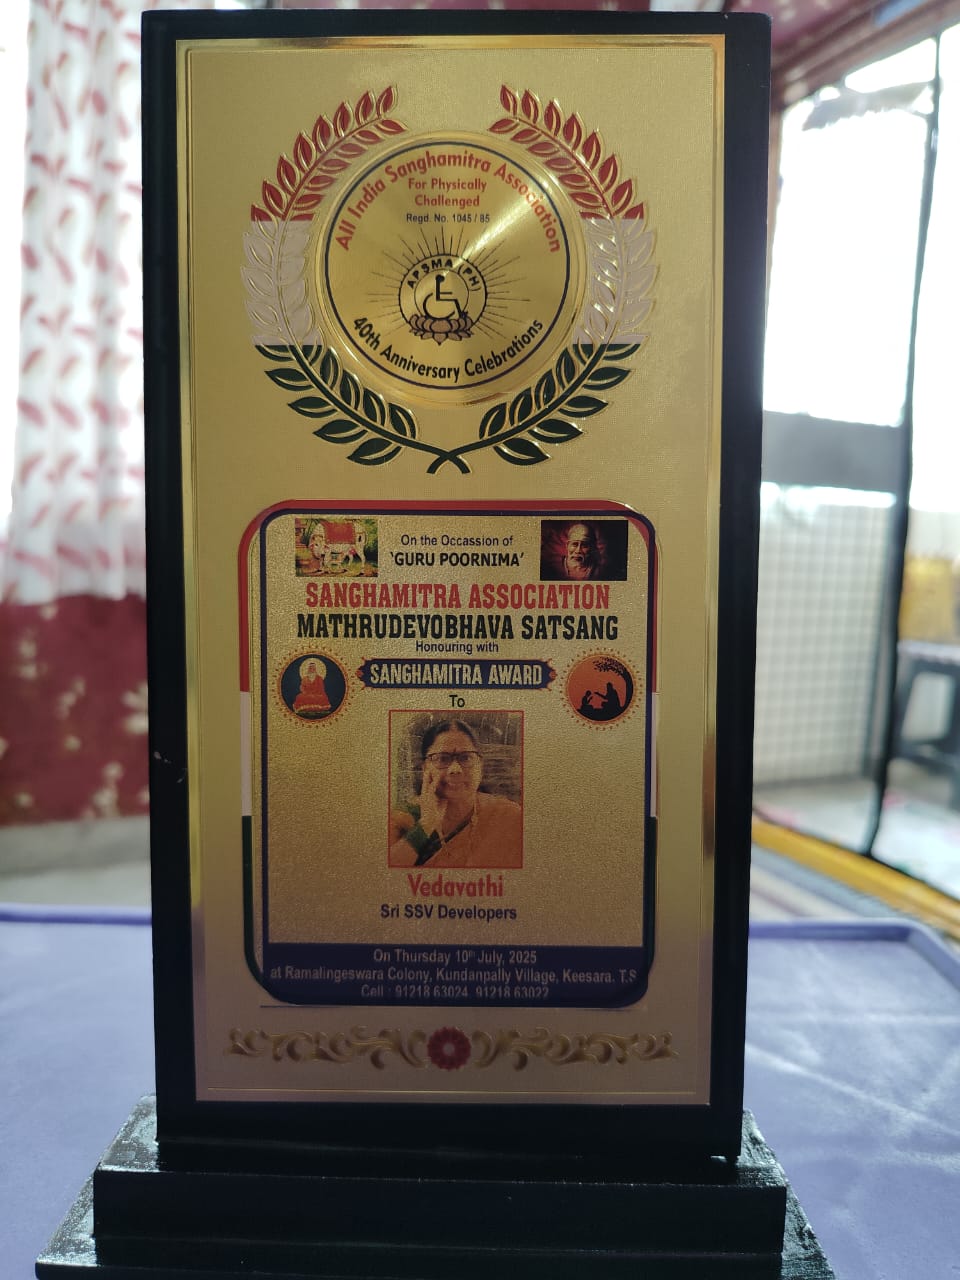 All India Sanghamitra Association
For Physically
Challenged
Regd. No. 1045 / 85
APSMA (PH)
40th Anniversary Celebrations
On the Occassion of
'GURU POORNIMA'
SANGHAMITRA ASSOCIATION
MATHRUDEVOBHAVA SATSANG
Honouring with
SANGHAMITRA AWARD
To
Vedavathi
Sri SSV Developers
On Thursday 10th July, 2025
at Ramalingeswara Colony, Kundanpally Village, Keesara. T.S
Cell : 91218 63024, 91218 63022